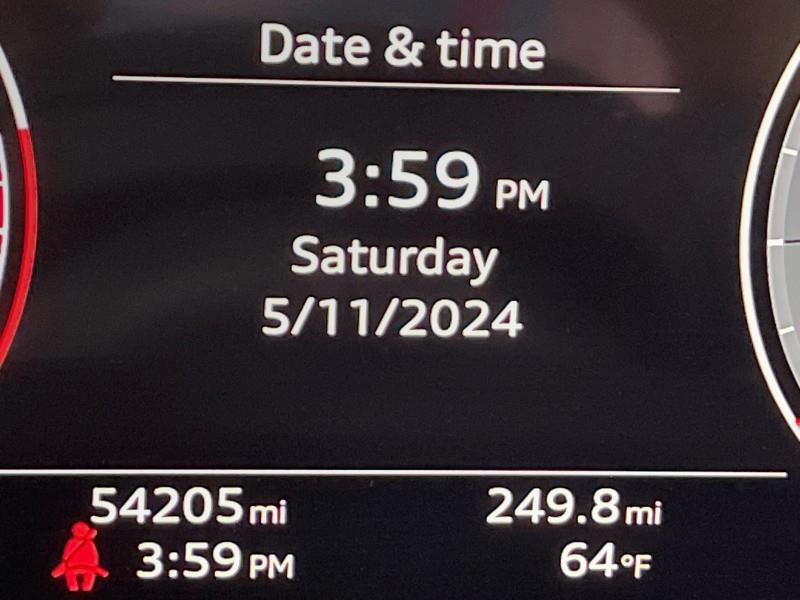 Date & time
3:59 PM
Saturday
5/11/2024
54205mi 249.8mi
3:59 PM 64°F